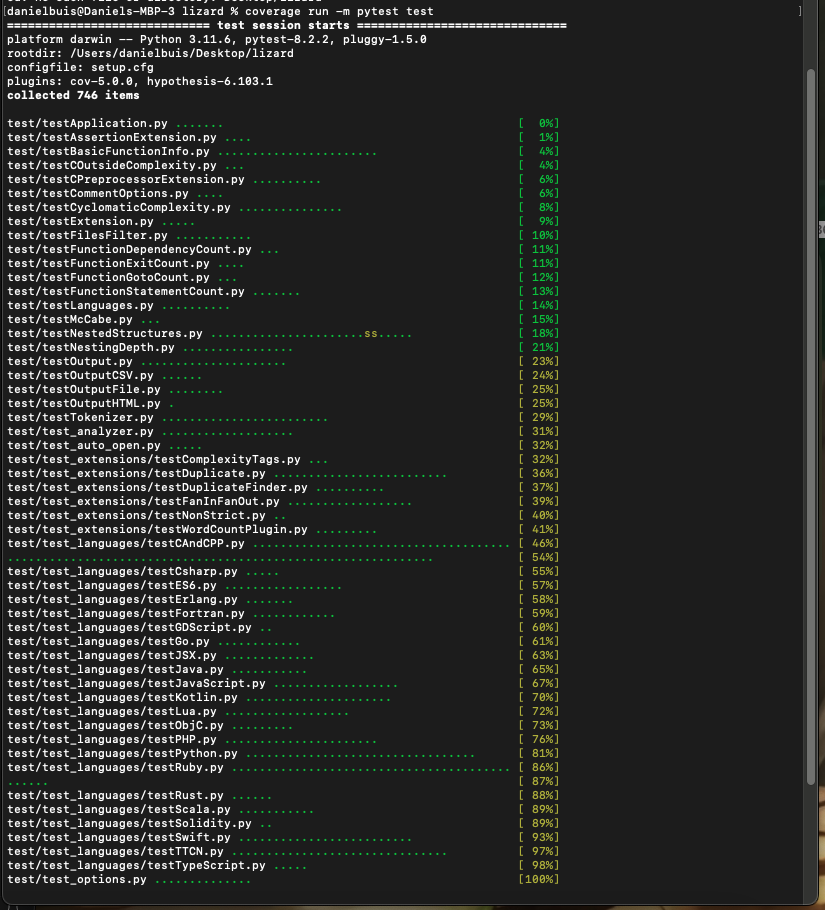 [danielbuis@Daniels-MBP-3 lizard % coverage run -m pytest test ]
============================= test session starts ==============================
platform darwin -- Python 3.11.6, pytest-8.2.2, pluggy-1.5.0
rootdir: /Users/danielbuis/Desktop/lizard
configfile: setup.cfg
plugins: cov-5.0.0, hypothesis-6.103.1
collected 746 items
test/testApplication.py ....... [ 0%]
test/testAssertionExtension.py .... [ 1%]
test/testBasicFunctionInfo.py ....................... [ 4%]
test/testCOutsideComplexity.py ... [ 4%]
test/testCPreprocessorExtension.py .......... [ 6%]
test/testCommentOptions.py .... [ 6%]
test/testCyclomaticComplexity.py ............... [ 8%]
test/testExtension.py ..... [ 9%]
test/testFilesFilter.py ........... [ 10%]
test/testFunctionDependencyCount.py ... [ 11%]
test/testFunctionExitCount.py .... [ 11%]
test/testFunctionGotoCount.py ... [ 12%]
test/testFunctionStatementCount.py ....... [ 13%]
test/testLanguages.py .......... [ 14%]
test/testMcCabe.py ... [ 15%]
test/testNestedStructures.py ......................ss..... [ 18%]
test/testNestingDepth.py ................ [ 21%]
test/testOutput.py ..................... [ 23%]
test/testOutputCSV.py ...... [ 24%]
test/testOutputFile.py ........ [ 25%]
test/testOutputHTML.py . [ 25%]
test/testTokenizer.py ........................ [ 29%]
test/test_analyzer.py ................... [ 31%]
test/test_auto_open.py ..... [ 32%]
test/test_extensions/testComplexityTags.py ... [ 32%]
test/test_extensions/testDuplicate.py ......................... [ 36%]
test/test_extensions/testDuplicateFinder.py .......... [ 37%]
test/test_extensions/testFanInFanOut.py .................. [ 39%]
test/test_extensions/testNonStrict.py .. [ 40%]
test/test_extensions/testWordCountPlugin.py ......... [ 41%]
test/test_languages/testCAndCPP.py ..................................... [ 46%]
............................................................. [ 54%]
test/test_languages/testCsharp.py ..... [ 55%]
test/test_languages/testES6.py ................. [ 57%]
test/test_languages/testErlang.py ....... [ 58%]
test/test_languages/testFortran.py ............. [ 59%]
test/test_languages/testGDScript.py .. [ 60%]
test/test_languages/testGo.py ............ [ 61%]
test/test_languages/testJSX.py ............. [ 63%]
test/test_languages/testJava.py ........... [ 65%]
test/test_languages/testJavaScript.py .................. [ 67%]
test/test_languages/testKotlin.py ..................... [ 70%]
test/test_languages/testLua.py .................. [ 72%]
test/test_languages/testObjC.py ......... [ 73%]
test/test_languages/testPHP.py ...................... [ 76%]
test/test_languages/testPython.py ................................. [ 81%]
test/test_languages/testRuby.py ........................................ [ 86%]
...... [ 87%]
test/test_languages/testRust.py ...... [ 88%]
test/test_languages/testScala.py ........... [ 89%]
test/test_languages/testSolidity.py .. [ 89%]
test/test_languages/testSwift.py ......................... [ 93%]
test/test_languages/testTTCN.py ............................... [ 97%]
test/test_languages/testTypeScript.py ..... [ 98%]
test/test_options.py .............. [100%]